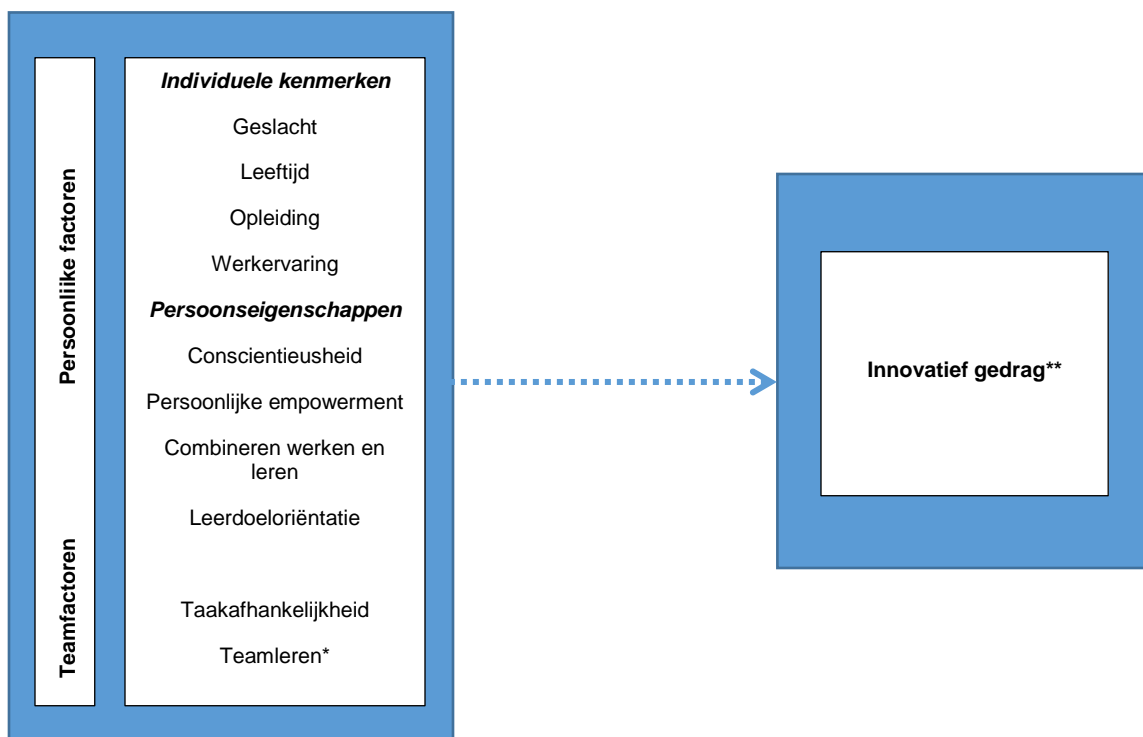 Persoonlijke factoren
Teamfactoren
Individuele kenmerken
Geslacht
Leeftijd
Opleiding
Werkervaring
Persoonseigenschappen
Conscientieusheid
Persoonlijke empowerment
Combineren werken en
leren
Leerdoeloriëntatie
Taakafhankelijkheid
Teamleren*
Innovatief gedrag**